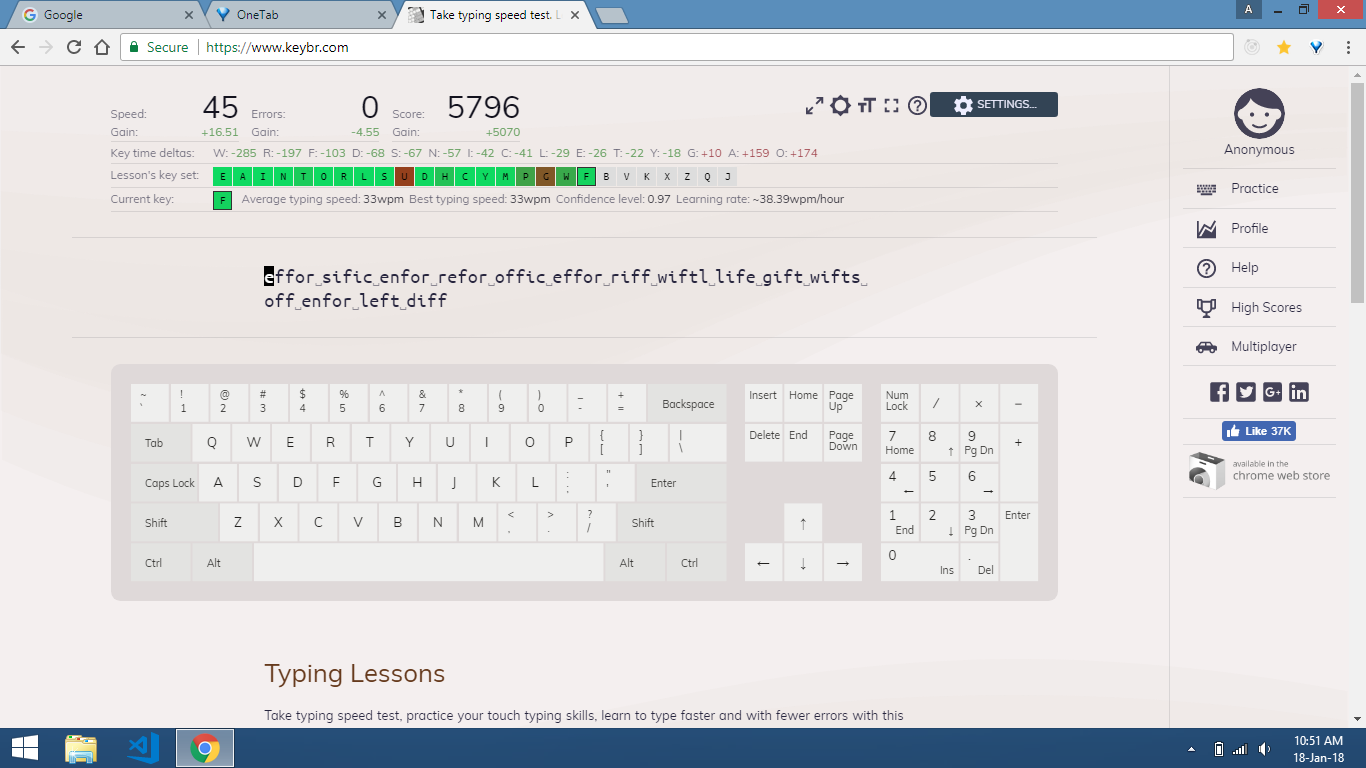 Google
OneTab
Take typing speed test. L
A
Secure https://www.keybr.com
Speed: 45 Errors: 0 Score: 5796
Gain: +16.51 Gain: -4.55 Gain: +5070
SETTINGS...
Key time deltas: W: -285 R: -197 F: -103 D: -68 S: -67 N: -57 I: -42 C: -41 L: -29 E: -26 T: -22 Y: -18 G: +10 A: +159 O: +174
Lesson's key set: E A I N T O R L S U D H C Y M P G W F B V K X Z Q J
Current key: F Average typing speed: 33wpm Best typing speed: 33wpm Confidence level: 0.97 Learning rate: ~38.39wpm/hour
effor␣sific␣enfor␣refor␣offic␣effor␣riff␣wiftl␣life␣gift␣wifts␣
off␣enfor␣left␣diff
~ ! @ # $ % ^ & * ( ) _ +
` 1 2 3 4 5 6 7 8 9 0 - = Backspace
Tab Q W E R T Y U I O P { [ } ] | \
Caps Lock A S D F G H J K L : ; " ' Enter
Shift Z X C V B N M < , > . ? / Shift
Ctrl Alt Alt Ctrl
Insert Home Page Up
Delete End Page Down
↑
← ↓ →
Num Lock / × −
7 Home 8 ↑ 9 Pg Dn +
4 ← 5 6 →
1 End 2 ↓ 3 Pg Dn Enter
0 Ins . Del
Typing Lessons
Take typing speed test, practice your touch typing skills, learn to type faster and with fewer errors with this
Anonymous
Practice
Profile
Help
High Scores
Multiplayer
Like 37K
available in the
chrome web store
10:51 AM
18-Jan-18